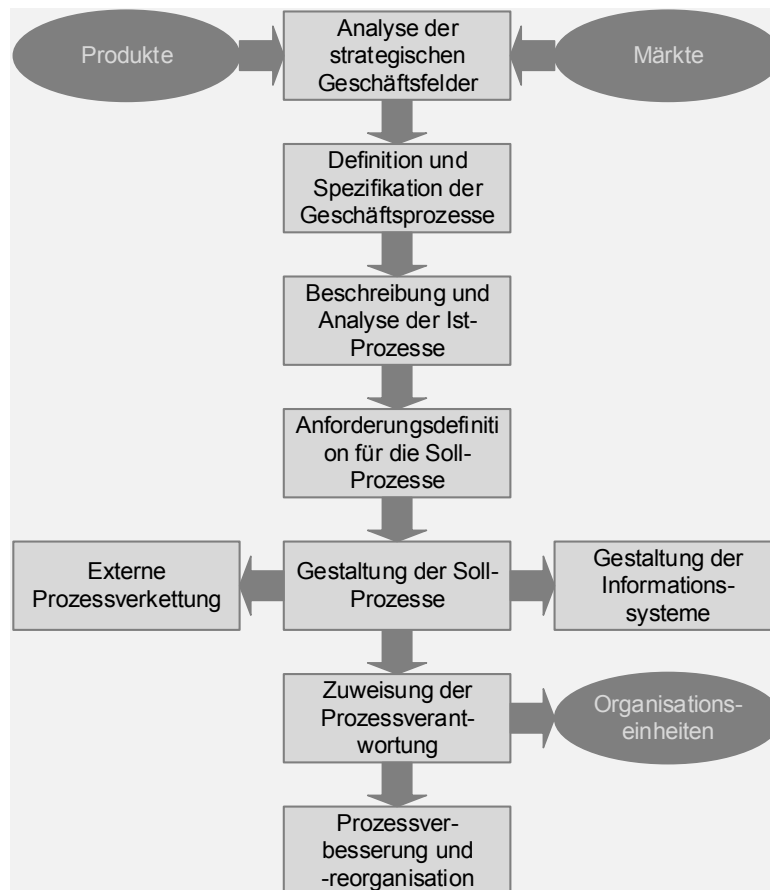 Produkte
Analyse der
strategischen
Geschäftsfelder
Märkte
Definition und
Spezifikation der
Geschäftsprozesse
Beschreibung und
Analyse der Ist-
Prozesse
Anforderungsdefiniti
on für die Soll-
Prozesse
Externe
Prozessverkettung
Gestaltung der Soll-
Prozesse
Gestaltung der
Informations-
systeme
Zuweisung der
Prozessverant-
wortung
Organisations-
einheiten
Prozessver-
besserung und
-reorganisation